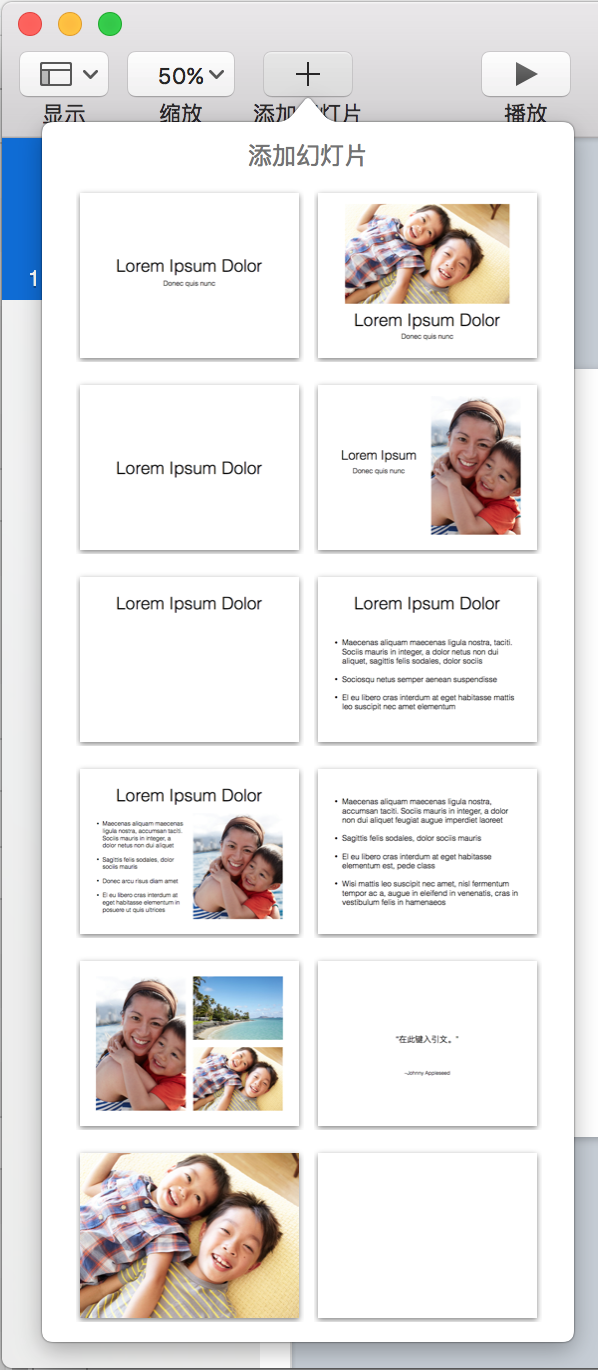 50%
显示
缩放
添加幻灯片
播放
添加幻灯片
1
Lorem Ipsum Dolor
Donec quis nunc
Lorem Ipsum Dolor
Donec quis nunc
Lorem Ipsum Dolor
Lorem Ipsum
Donec quis nunc
Lorem Ipsum Dolor
Lorem Ipsum Dolor
• Maecenas aliquam maecenas ligula nostra, taciti.
Sociis mauris in integer, a dolor netus non dui
aliquet, sagittis felis sodales, dolor sociis
• Sociosqu netus semper aenean suspendisse
• El eu libero cras interdum at eget habitasse mattis
leo suscipit nec amet elementum
Lorem Ipsum Dolor
• Maecenas aliquam maecenas
ligula nostra, accumsan taciti.
Sociis mauris in integer, a
dolor netus non dui aliquet
• Sagittis felis sodales, dolor
sociis mauris
• Donec arcu risus diam amet
• El eu libero cras interdum at
eget habitasse elementum in
posuere ut quis ultrices
• Maecenas aliquam maecenas ligula nostra,
accumsan taciti. Sociis mauris in integer, a dolor
non dui aliquet feugiat augue imperdiet laoreet
• Sagittis felis sodales, dolor sociis mauris
• El eu libero cras interdum at eget habitasse
elementum est, pede class
• Wisi mattis leo suscipit nec amet, nisl fermentum
tempor ac a, augue in eleifend in venenatis, cras in
vestibulum felis in hamenaeos
“在此键入引文。”
–Johnny Appleseed